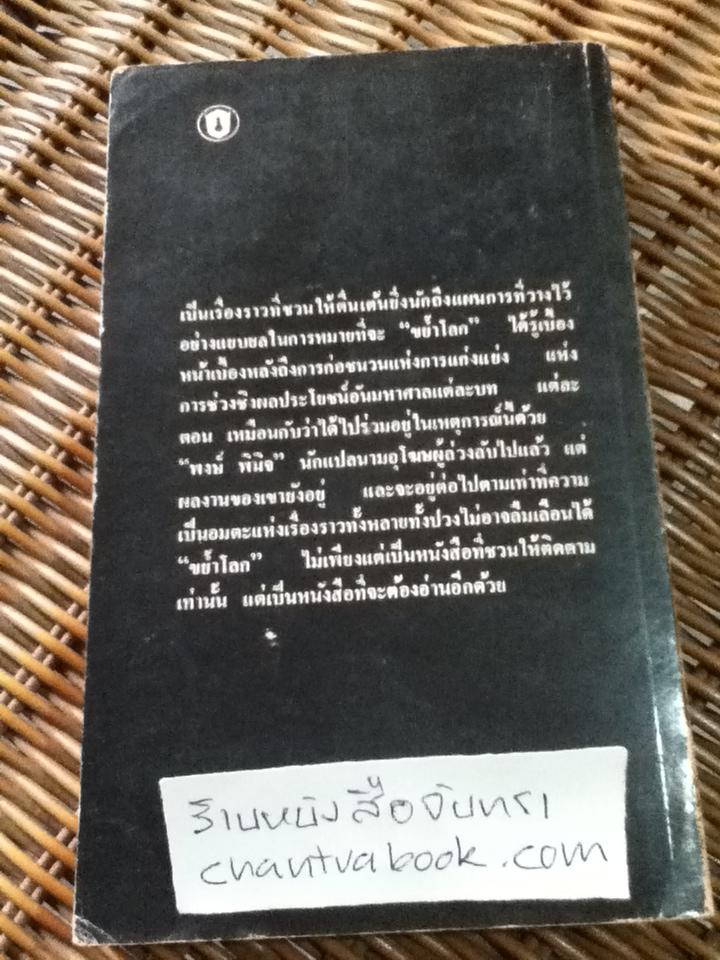 เป็นเรื่องราวที่ชวนให้ตื่นเต้นยิ่งนักถึงแผนการที่วางไว้
อย่างแยบยลในการหมายที่จะ “ขย้ำโลก” ได้รู้เบื้อง
หน้าเบื้องหลังถึงการก่อชนวนแห่งการแก่งแย่ง แห่ง
การช่วงชิงผลประโยชน์อันมหาศาลแต่ละบท แต่ละ
ตอน เหมือนกับว่าได้ไปร่วมอยู่ในเหตุการณ์นี้ด้วย
“พงษ์ พินิจ” นักแปลนามอุโฆษผู้ล่วงลับไปแล้ว แต่
ผลงานของเขายังอยู่ และจะอยู่ต่อไปตามเท่าที่ความ
เป็นอมตะแห่งเรื่องราวทั้งหลายทั้งปวงไม่อาจลืมเลือนได้
“ขย้ำโลก” ไม่เพียงแต่เป็นหนังสือที่ชวนให้ติดตาม
เท่านั้น แต่เป็นหนังสือที่จะต้องอ่านอีกด้วย
ร้านหนังสือจันทรา
chantrabook.com